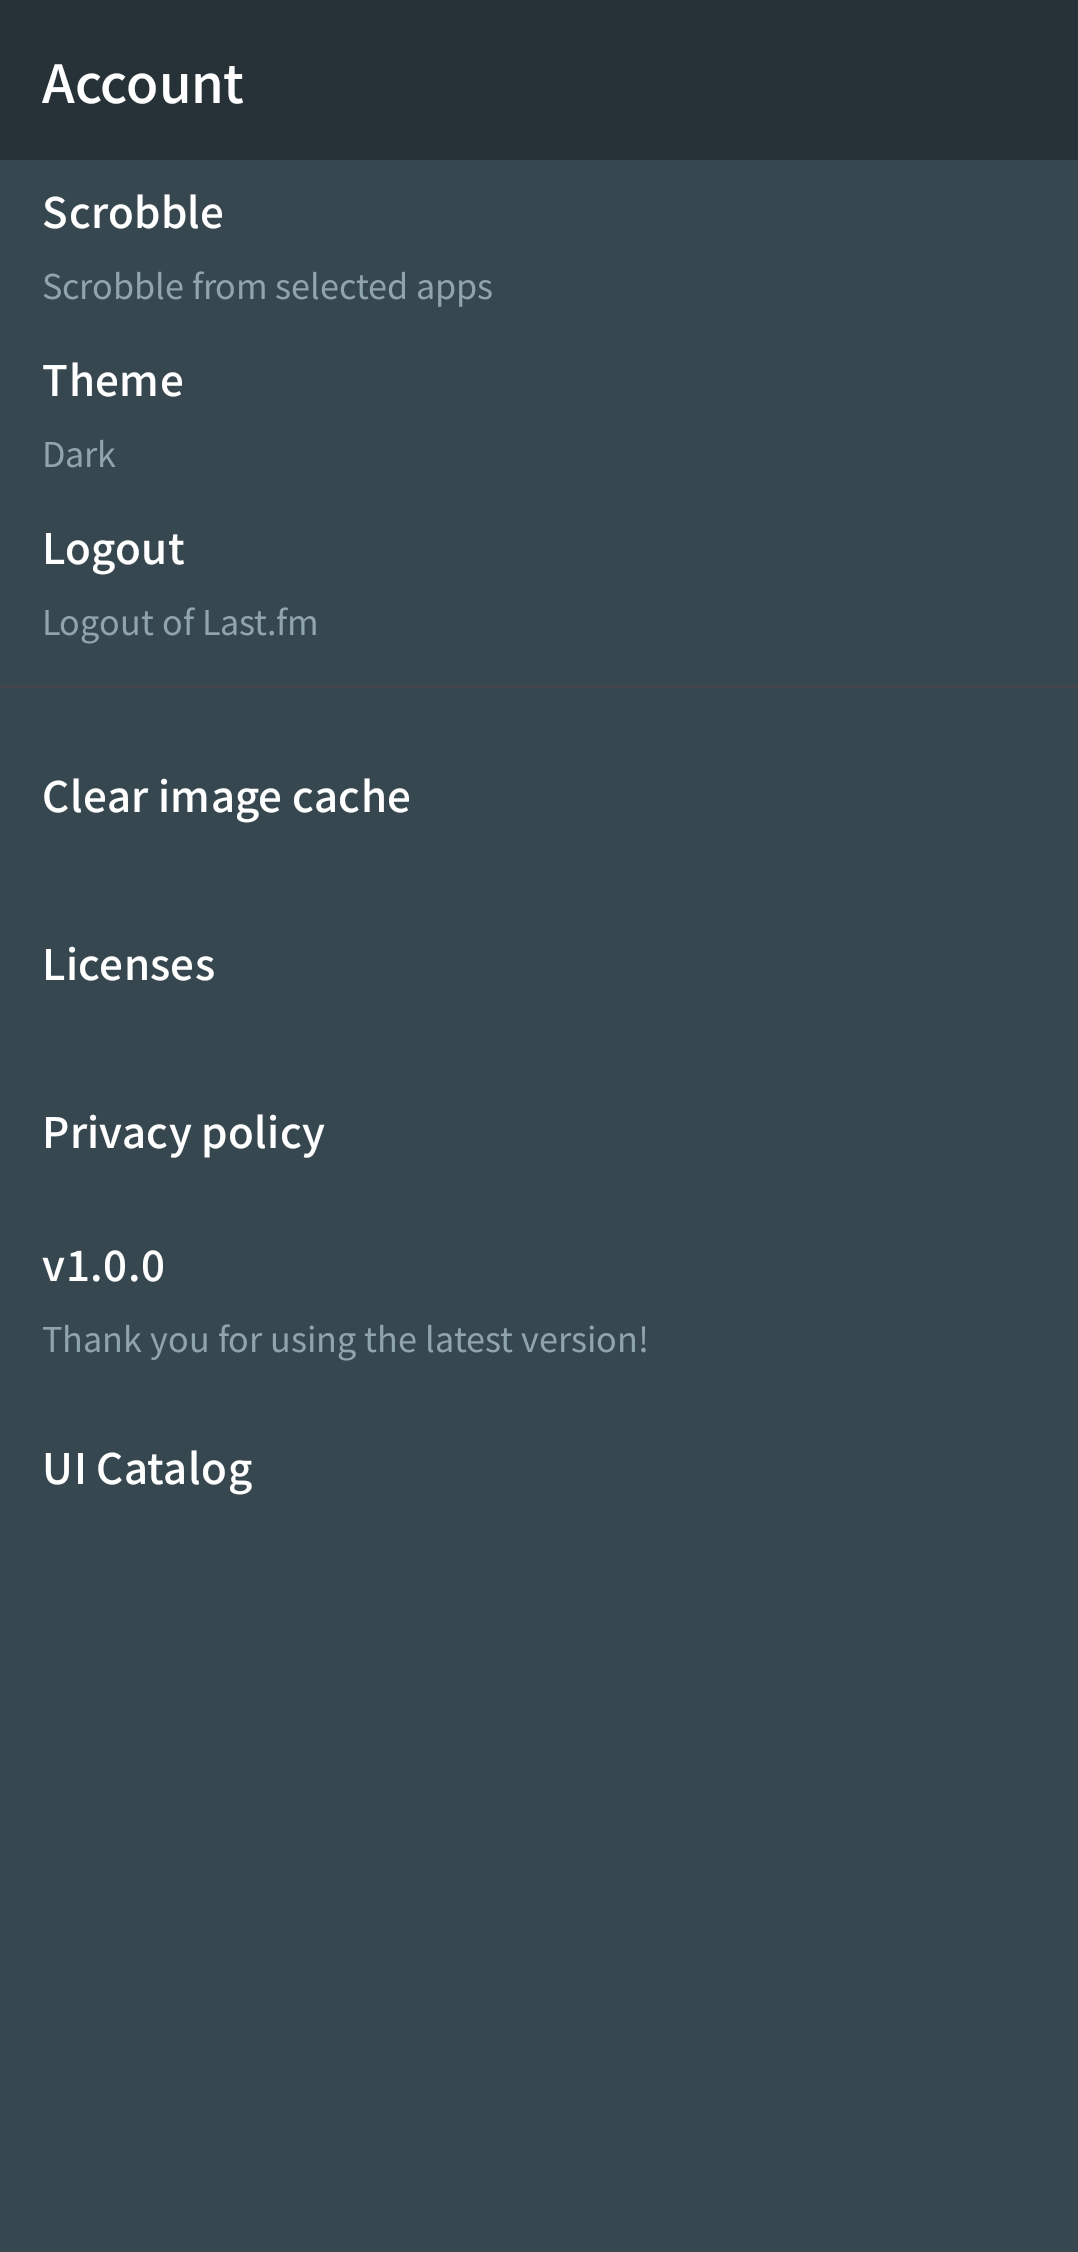 Account
Scrobble
Scrobble from selected apps
Theme
Dark
Logout
Logout of Last.fm
Clear image cache
Licenses
Privacy policy
v1.0.0
Thank you for using the latest version!
UI Catalog